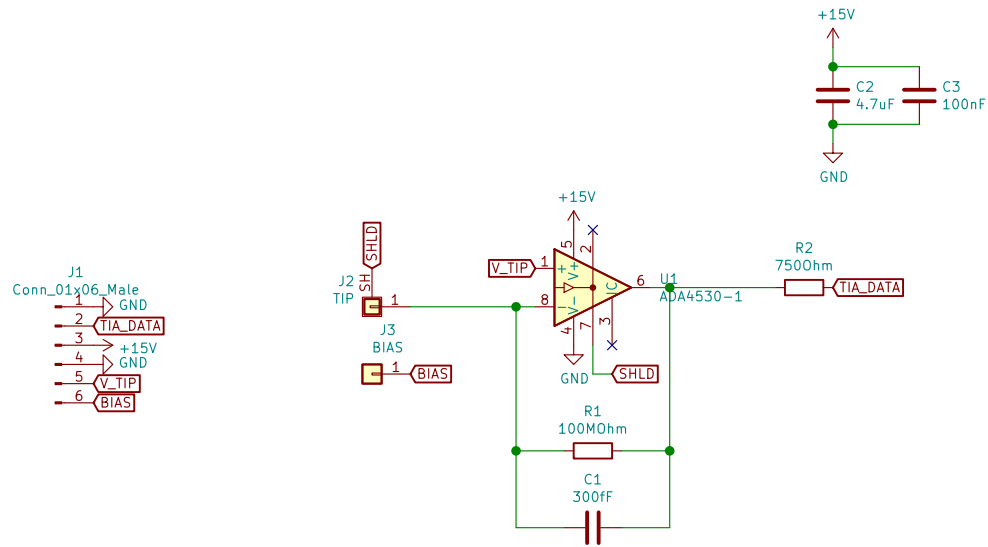 +15V
C2
4.7uF
C3
100nF
GND
+15V
SHLD
SH
J2
TIP
1
J3
BIAS
1
BIAS
V_TIP
1
8
+
-
V+
V-
IC
5
2
4
7
3
6
U1
ADA4530-1
GND
SHLD
R2
750Ohm
TIA_DATA
J1
Conn_01x06_Male
1
GND
2
TIA_DATA
3
+15V
4
GND
5
V_TIP
6
BIAS
R1
100MOhm
C1
300fF